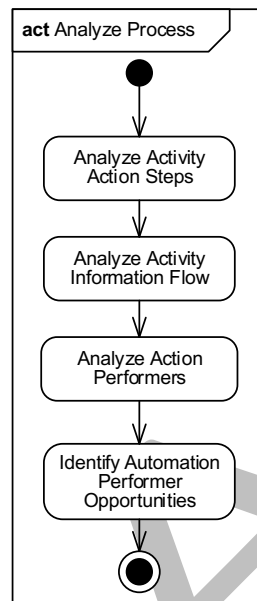 act Analyze Process
Analyze Activity
Action Steps
Analyze Activity
Information Flow
Analyze Action
Performers
Identify Automation
Performer
Opportunities